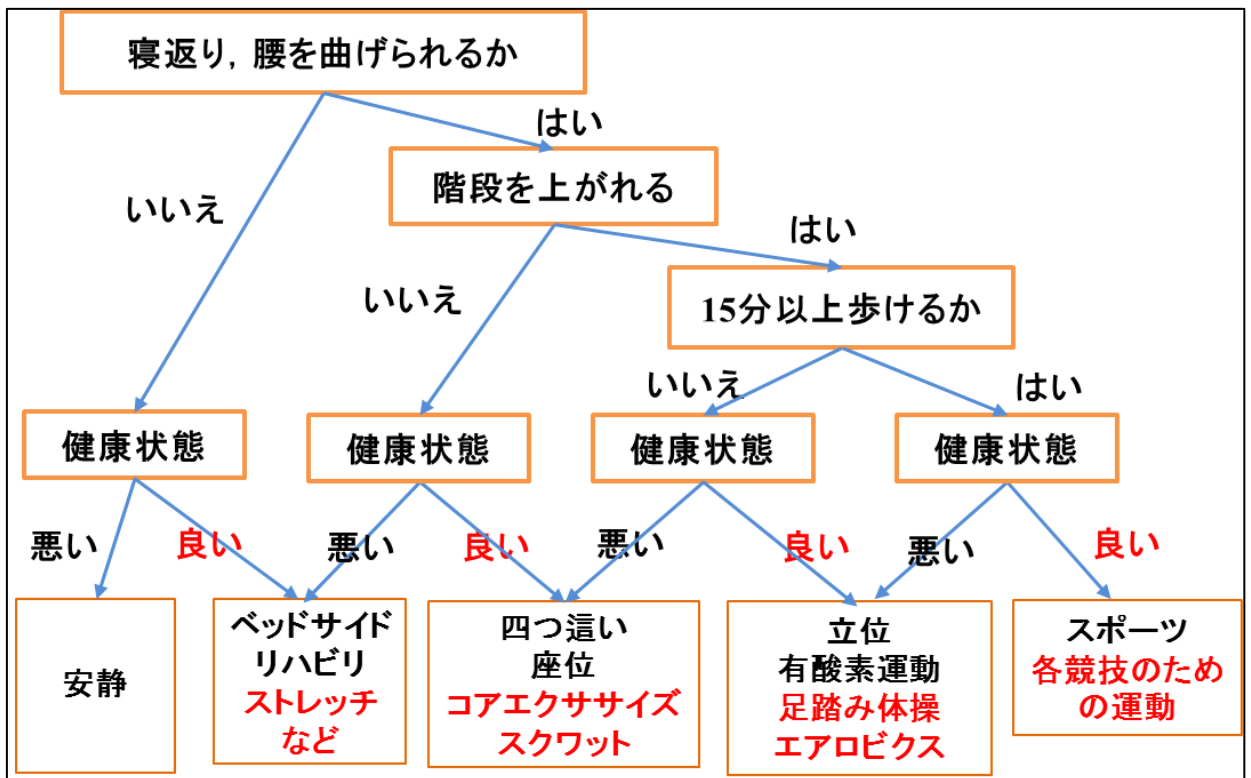 寝返り，腰を曲げられるか
はい
階段を上がれる
いいえ
はい
いいえ
15分以上歩けるか
いいえ
はい
健康状態
健康状態
健康状態
健康状態
悪い
良い
悪い
良い
悪い
良い
悪い
良い
安静
ベッドサイド
リハビリ
ストレッチ
など
四つ這い
座位
コアエクササイズ
スクワット
立位
有酸素運動
足踏み体操
エアロビクス
スポーツ
各競技のため
の運動